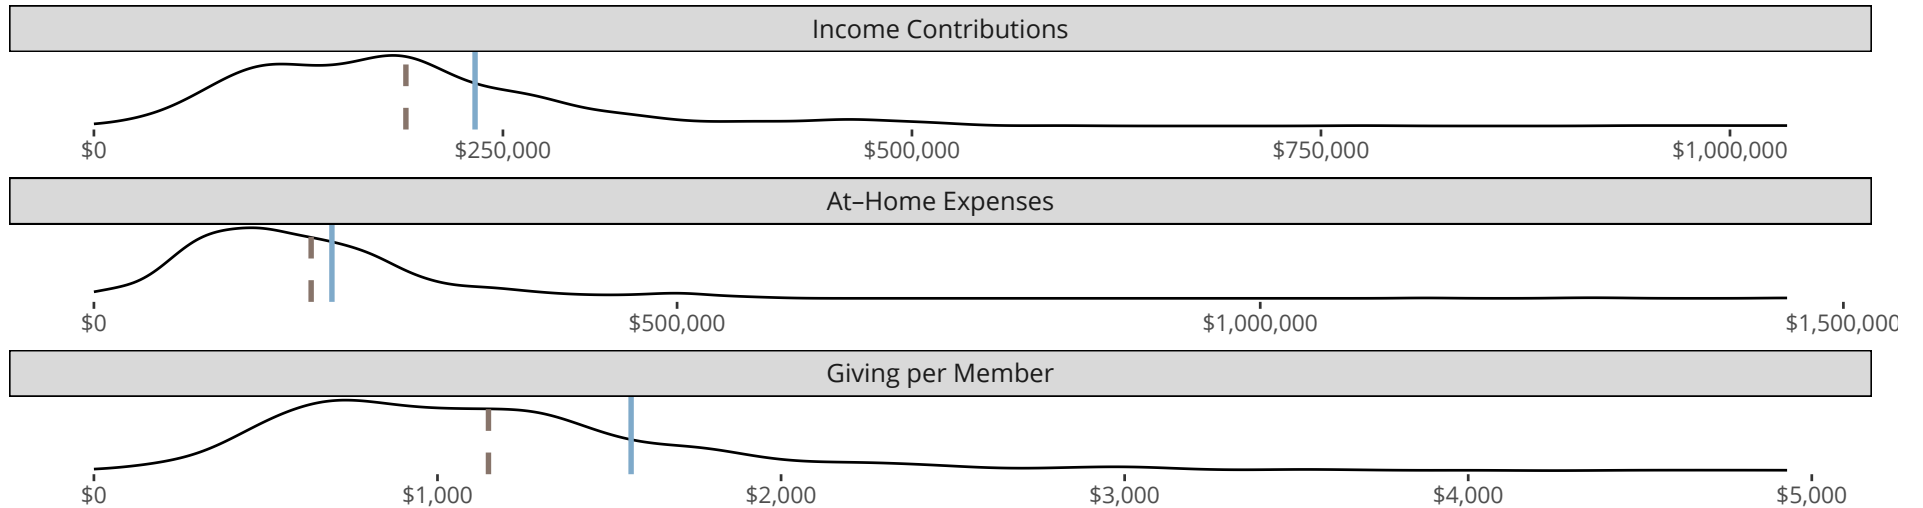 Income Contributions
$0 $250,000 $500,000 $750,000 $1,000,000
At–Home Expenses
$0 $500,000 $1,000,000 $1,500,000
Giving per Member
$0 $1,000 $2,000 $3,000 $4,000 $5,000